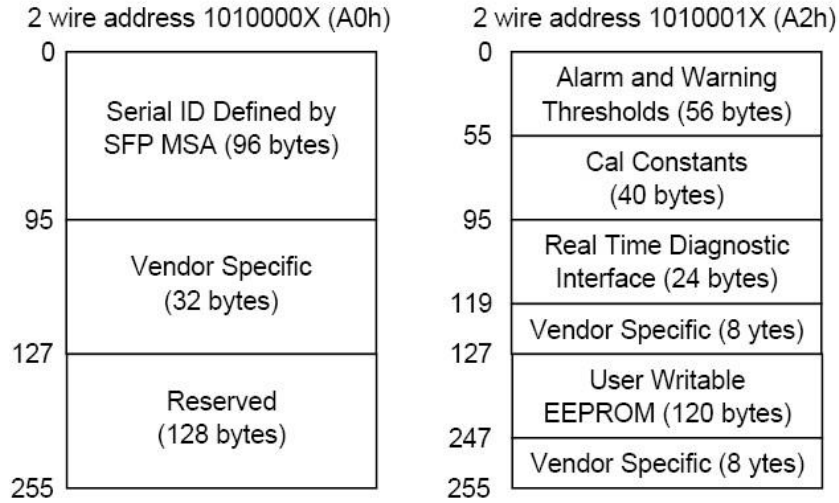 2 wire address 1010000X (A0h)
0
Serial ID Defined by
SFP MSA (96 bytes)
95
Vendor Specific
(32 bytes)
127
Reserved
(128 bytes)
255
2 wire address 1010001X (A2h)
0
Alarm and Warning
Thresholds (56 bytes)
55
Cal Constants
(40 bytes)
95
Real Time Diagnostic
Interface (24 bytes)
119
Vendor Specific (8 ytes)
127
User Writable
EEPROM (120 bytes)
247
Vendor Specific (8 ytes)
255